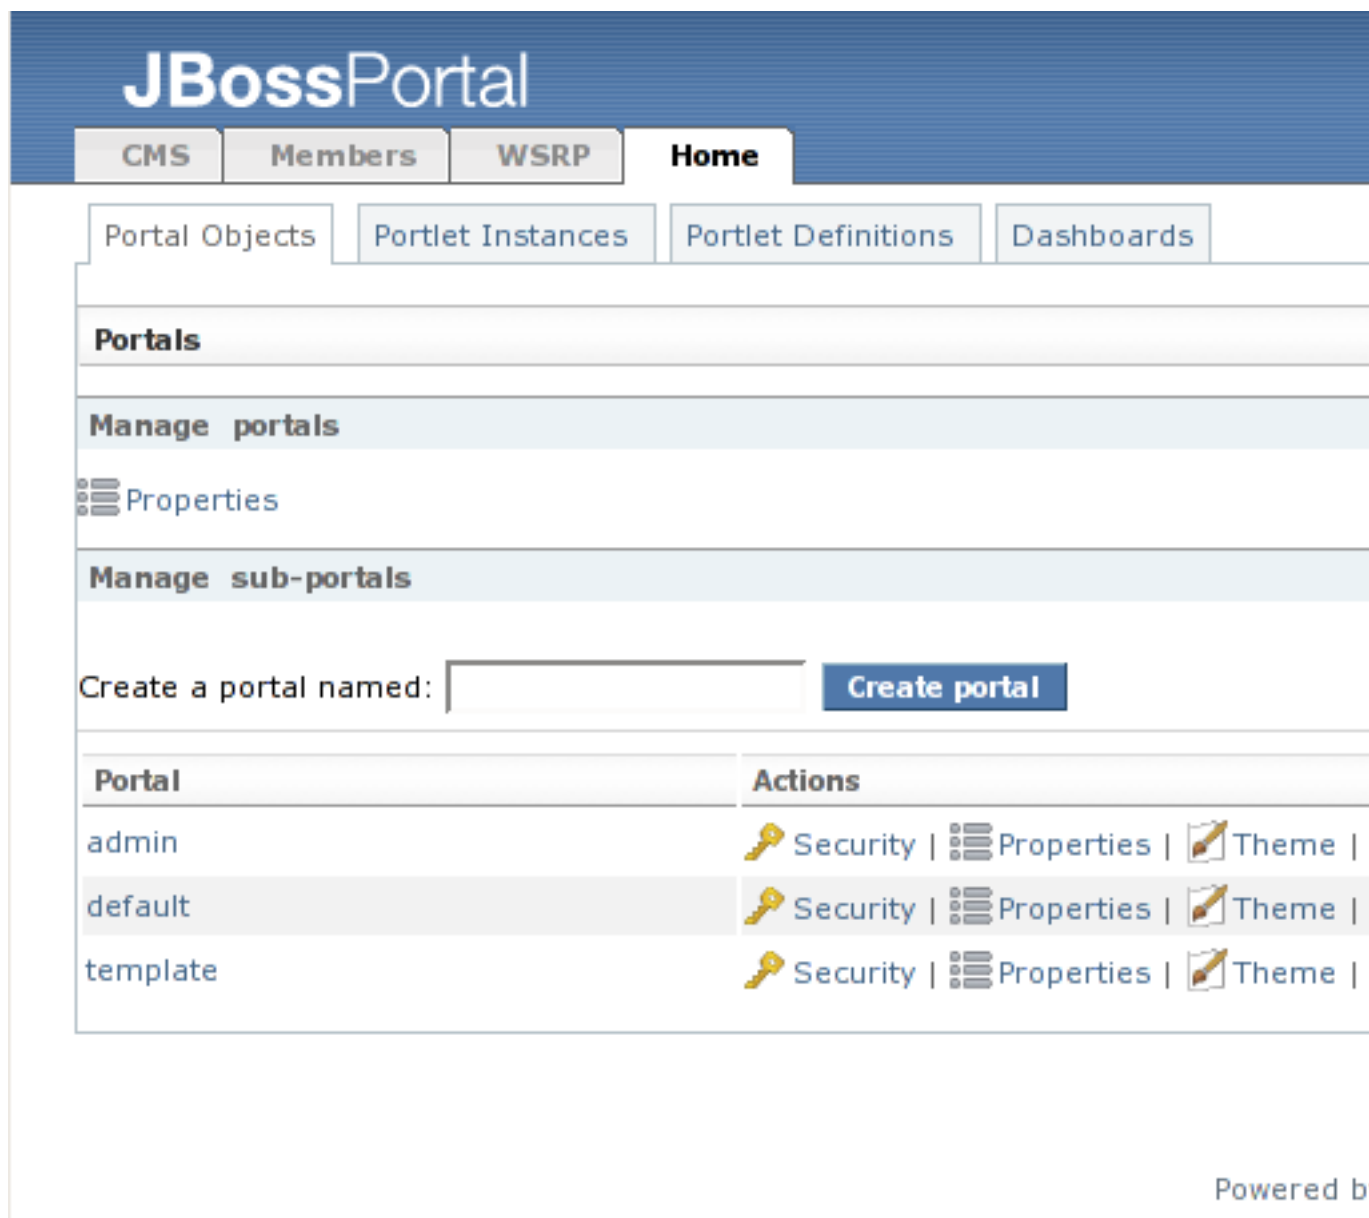 JBossPortal
CMS Members WSRP Home
Portal Objects Portlet Instances Portlet Definitions Dashboards
Portals
Manage portals
Properties
Manage sub-portals
Create a portal named: Create portal
Portal Actions
admin Security | Properties | Theme |
default Security | Properties | Theme |
template Security | Properties | Theme |
Powered b